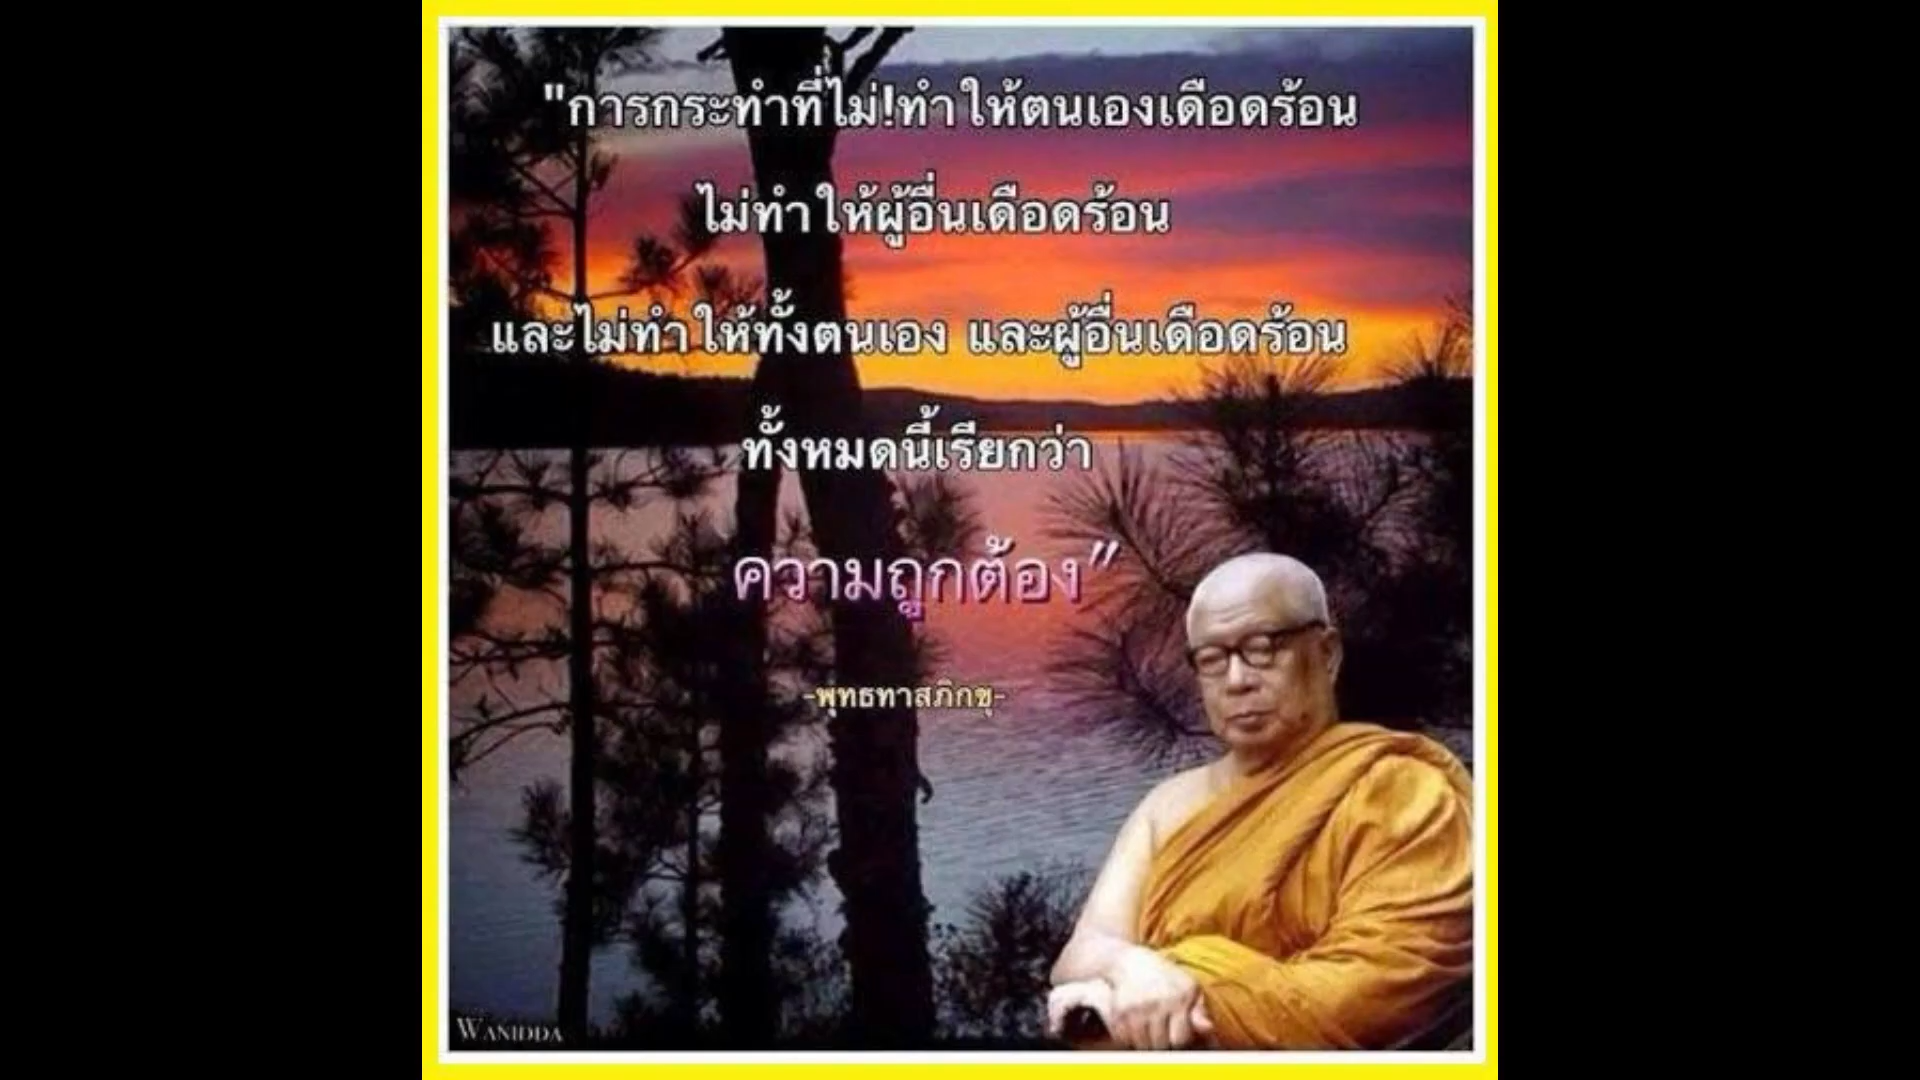 "การกระทำที่ไม่!ทำให้ตนเองเดือดร้อน
ไม่ทำให้ผู้อื่นเดือดร้อน
และไม่ทำให้ทั้งตนเอง และผู้อื่นเดือดร้อน
ทั้งหมดนี้เรียกว่า
ความถูกต้อง"
-พุทธทาสภิกขุ-
WANIDDA